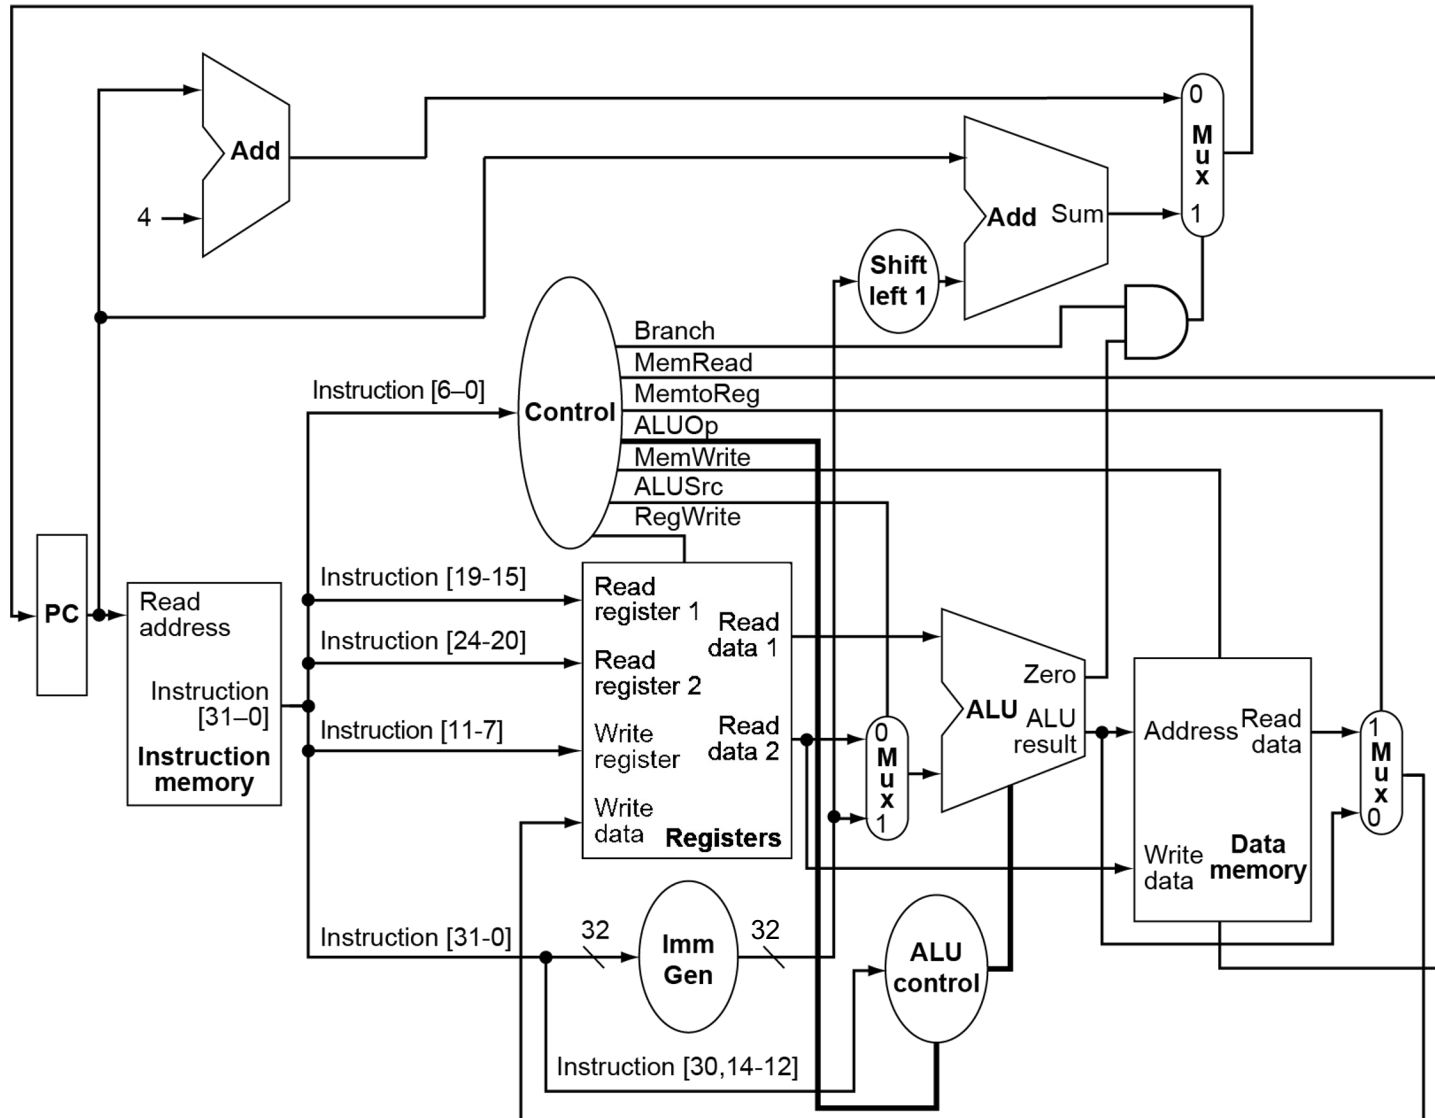 0
Mux
1
Add
4
Add
Sum
Shift
left 1
Branch
MemRead
Instruction [6–0]
MemtoReg
Control
ALUOp
MemWrite
ALUSrc
RegWrite
PC
Read
address
Instruction
[31–0]
Instruction
memory
Instruction [19-15]
Instruction [24-20]
Instruction [11-7]
Instruction [31-0]
Read
register 1
Read
register 2
Write
register
Write
data
Read
data 1
Read
data 2
Registers
0
Mux
1
Zero
ALU
ALU
result
Address
Read
data
Write
data
Data
memory
1
Mux
0
32
Imm
Gen
32
ALU
control
Instruction [30,14-12]